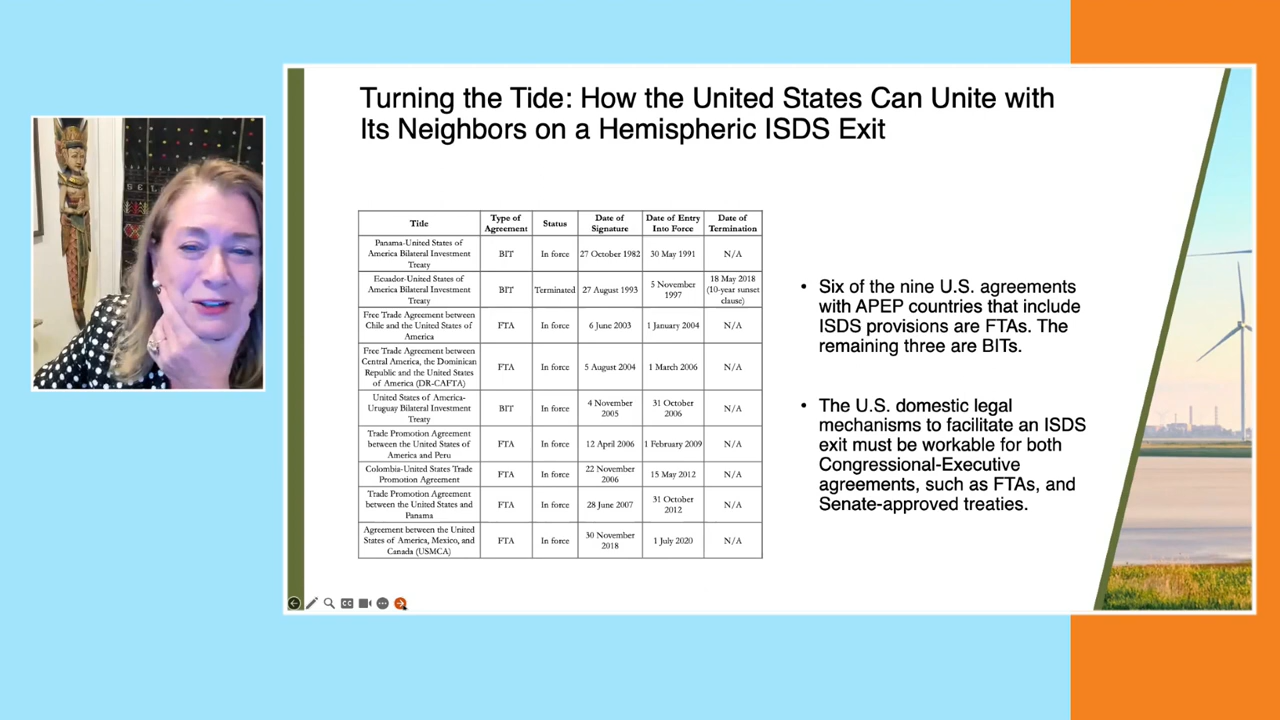 Turning the Tide: How the United States Can Unite with
Its Neighbors on a Hemispheric ISDS Exit
Title
Type of
Agreement
Status
Date of
Signature
Date of Entry
Into Force
Date of
Termination
Panama-United States of
America Bilateral Investment
Treaty
BIT
In force
27 October 1982
30 May 1991
N/A
Ecuador-United States of
America Bilateral Investment
Treaty
BIT
Terminated
27 August 1993
5 November
1997
18 May 2018
(10-year sunset
clause)
Free Trade Agreement between
Chile and the United States of
America
FTA
In force
6 June 2003
1 January 2004
N/A
Free Trade Agreement between
Central America, the Dominican
Republic and the United States
of America (DR-CAFTA)
FTA
In force
5 August 2004
1 March 2006
N/A
United States of America-
Uruguay Bilateral Investment
Treaty
BIT
In force
4 November
2005
31 October
2006
N/A
Trade Promotion Agreement
between the United States of
America and Peru
FTA
In force
12 April 2006
1 February 2009
N/A
Colombia-United States Trade
Promotion Agreement
FTA
In force
22 November
2006
15 May 2012
N/A
Trade Promotion Agreement
between the United States and
Panama
FTA
In force
28 June 2007
31 October
2012
N/A
Agreement between the United
States of America, Mexico, and
Canada (USMCA)
FTA
In force
30 November
2018
1 July 2020
N/A
• Six of the nine U.S. agreements
with APEP countries that include
ISDS provisions are FTAs. The
remaining three are BITs.
• The U.S. domestic legal
mechanisms to facilitate an ISDS
exit must be workable for both
Congressional-Executive
agreements, such as FTAs, and
Senate-approved treaties.
CC